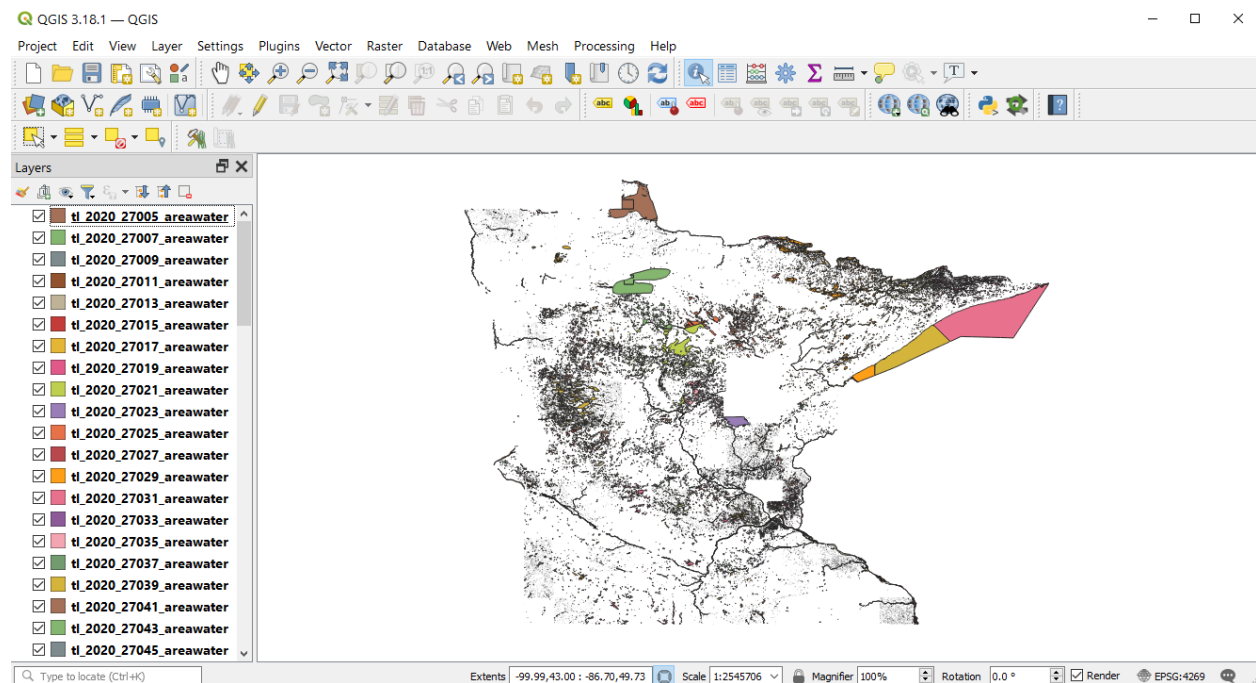 QGIS 3.18.1 — QGIS
Project Edit View Layer Settings Plugins Vector Raster Database Web Mesh Processing Help
abc ab abc
Layers
tl_2020_27005_areawater
tl_2020_27007_areawater
tl_2020_27009_areawater
tl_2020_27011_areawater
tl_2020_27013_areawater
tl_2020_27015_areawater
tl_2020_27017_areawater
tl_2020_27019_areawater
tl_2020_27021_areawater
tl_2020_27023_areawater
tl_2020_27025_areawater
tl_2020_27027_areawater
tl_2020_27029_areawater
tl_2020_27031_areawater
tl_2020_27033_areawater
tl_2020_27035_areawater
tl_2020_27037_areawater
tl_2020_27039_areawater
tl_2020_27041_areawater
tl_2020_27043_areawater
tl_2020_27045_areawater
Type to locate (Ctrl+K) Extents -99.99,43.00 : -86.70,49.73 Scale 1:2545706 Magnifier 100% Rotation 0.0 ° Render EPSG:4269